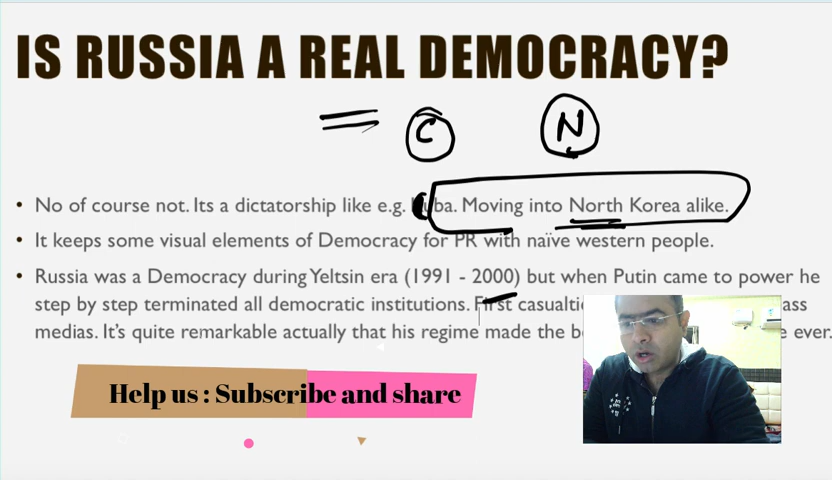 IS RUSSIA A REAL DEMOCRACY?
= C N
• No of course not. Its a dictatorship like e.g. Cuba. Moving into North Korea alike.
• It keeps some visual elements of Democracy for PR with naïve western people.
• Russia was a Democracy during Yeltsin era (1991 - 2000) but when Putin came to power he
step by step terminated all democratic institutions. First
medias. It's quite remarkable actually that his regime made the ever.
Help us : Subscribe and share